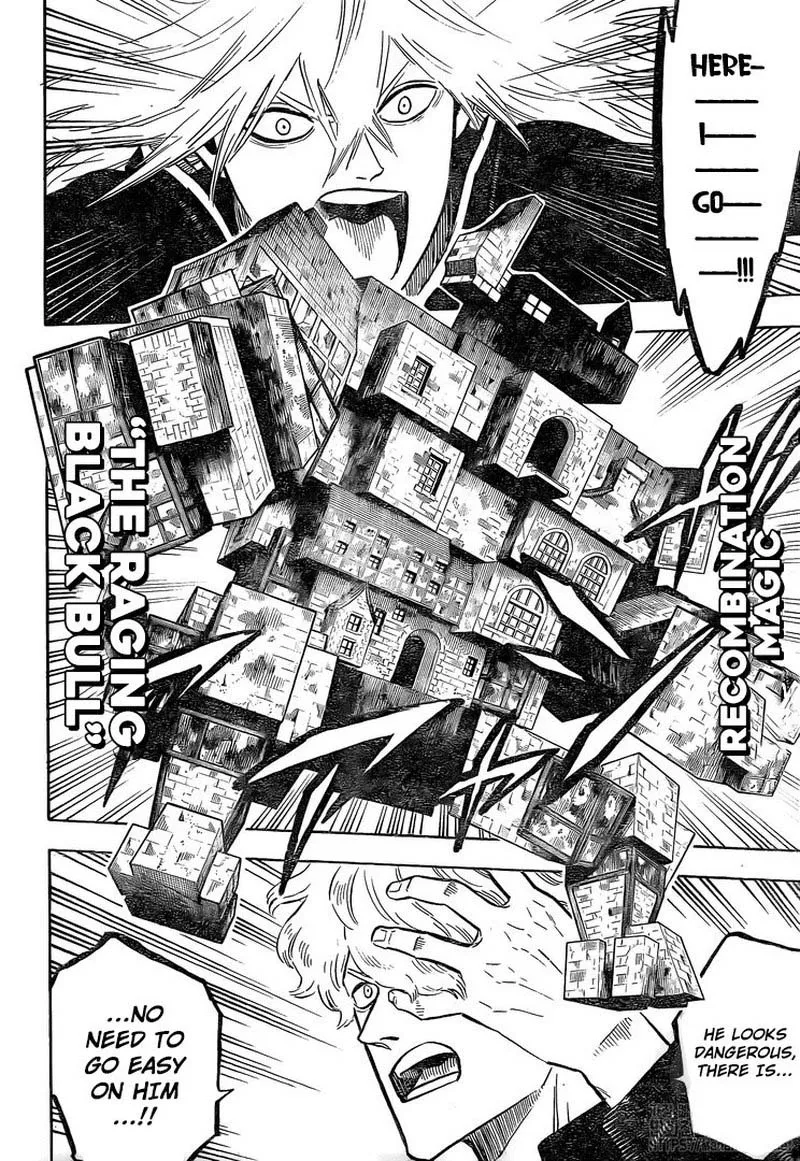 HERE-
I
T
I
GO
I
I
!!!
RECOMBINATION
MAGIC
"THE RAGING
BLACK BULL"
HE LOOKS
DANGEROUS,
THERE IS...
...NO
NEED TO
GO EASY
ON HIM
...!!